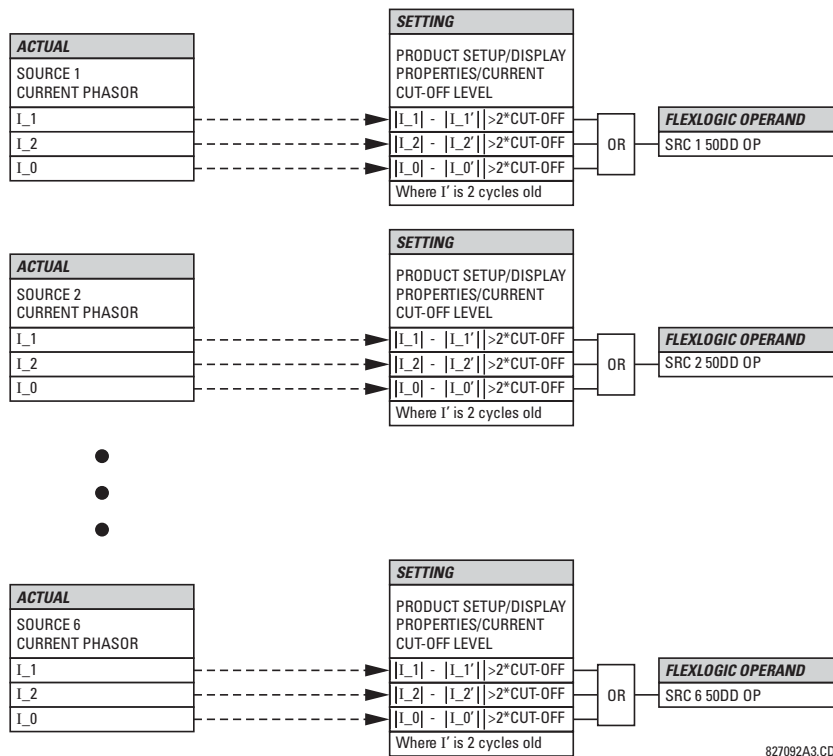 SETTING
PRODUCT SETUP/DISPLAY
PROPERTIES/CURRENT
CUT-OFF LEVEL
ACTUAL
SOURCE 1
CURRENT PHASOR
I_1
I_2
I_0
|I_1| - |I_1'||>2*CUT-OFF
|I_2| - |I_2'||>2*CUT-OFF
|I_0| - |I_0'||>2*CUT-OFF
Where I' is 2 cycles old
OR
FLEXLOGIC OPERAND
SRC 1 50DD OP
SETTING
PRODUCT SETUP/DISPLAY
PROPERTIES/CURRENT
CUT-OFF LEVEL
ACTUAL
SOURCE 2
CURRENT PHASOR
I_1
I_2
I_0
|I_1| - |I_1'||>2*CUT-OFF
|I_2| - |I_2'||>2*CUT-OFF
|I_0| - |I_0'||>2*CUT-OFF
Where I' is 2 cycles old
OR
FLEXLOGIC OPERAND
SRC 2 50DD OP
SETTING
PRODUCT SETUP/DISPLAY
PROPERTIES/CURRENT
CUT-OFF LEVEL
ACTUAL
SOURCE 6
CURRENT PHASOR
I_1
I_2
I_0
|I_1| - |I_1'||>2*CUT-OFF
|I_2| - |I_2'||>2*CUT-OFF
|I_0| - |I_0'||>2*CUT-OFF
Where I' is 2 cycles old
OR
FLEXLOGIC OPERAND
SRC 6 50DD OP
827092A3.CD